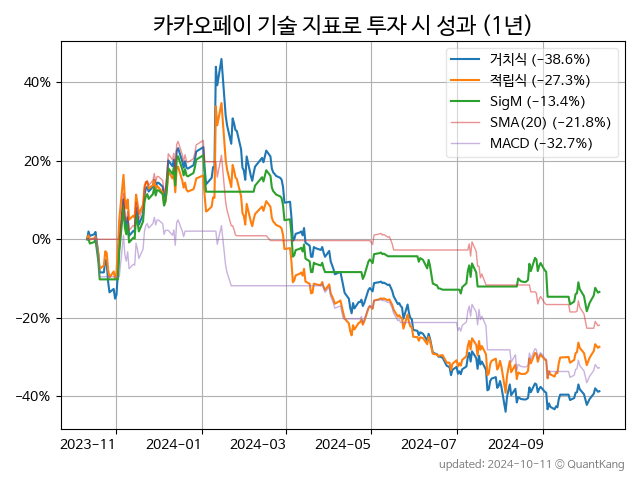 카카오페이 기술 지표로 투자 시 성과 (1년)
거치식 (−38.6%)
적립식 (−27.3%)
SigM (−13.4%)
SMA(20) (−21.8%)
MACD (−32.7%)
40%
20%
0%
−20%
−40%
2023−11 2024−01 2024−03 2024−05 2024−07 2024−09
updated: 2024-10-11 © QuantKang